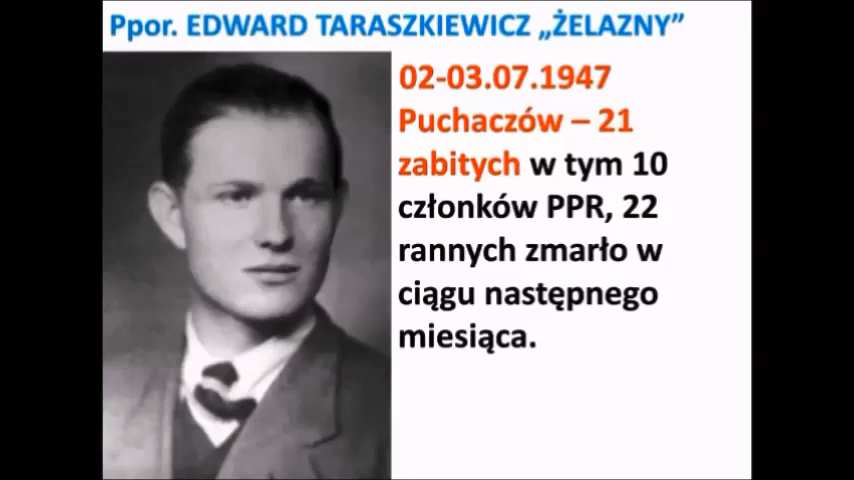 Ppor. EDWARD TARASZKIEWICZ „ŻELAZNY”
02-03.07.1947
Puchaczów – 21
zabitych w tym 10
członków PPR, 22
rannych zmarło w
ciągu następnego
miesiąca.